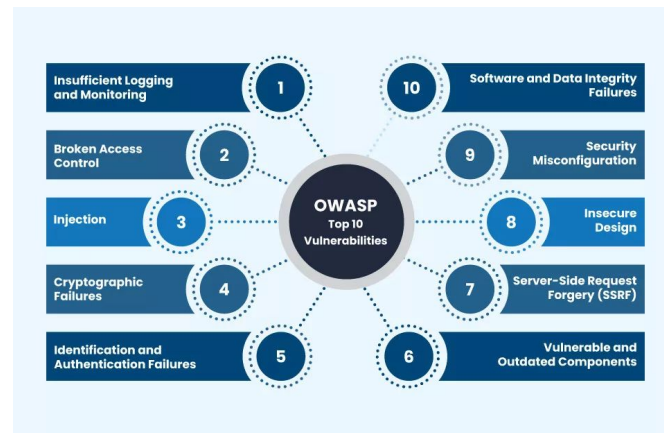 Insufficient Logging
and Monitoring
1
Broken Access
Control
2
Injection
3
Cryptographic
Failures
4
Identification and
Authentication Failures
5
OWASP
Top 10
Vulnerabilities
10
Software and Data Integrity
Failures
9
Security
Misconfiguration
8
Insecure
Design
7
Server-Side Request
Forgery (SSRF)
6
Vulnerable and
Outdated Components